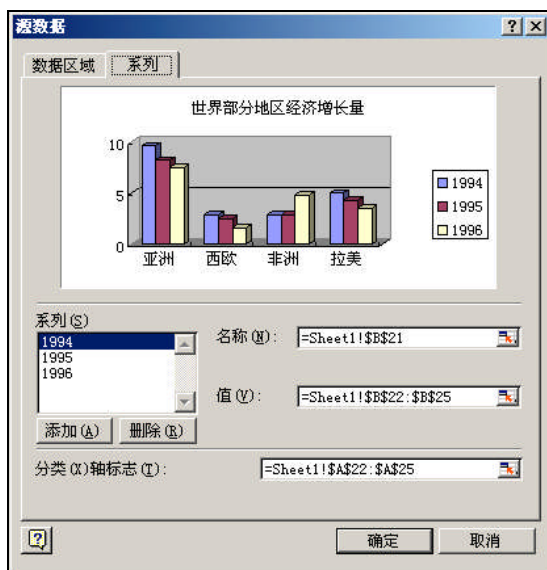 源数据
数据区域 系列
世界部分地区经济增长量
10
5
0
亚洲 西欧 非洲 拉美
1994
1995
1996
系列(S)
1994
1995
1996
名称(N): =Sheet1!$B$21
值(V): =Sheet1!$B$22:$B$25
添加(A) 删除(R)
分类(X)轴标志(T): =Sheet1!$A$22:$A$25
确定 取消